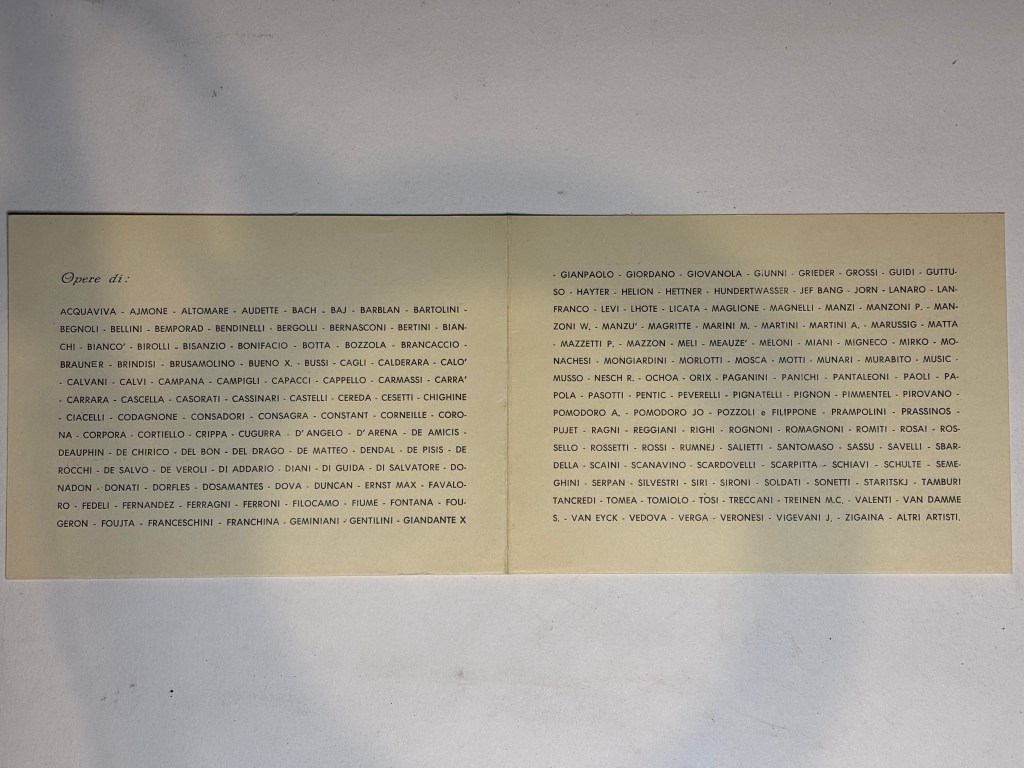 Opere di:
ACQUAVIVA - AJMONE - ALTOMARE - AUDETTE - BACH - BAJ - BARBLAN - BARTOLINI -
BEGNOLI - BELLINI - BEMPORAD - BENDINELLI - BERGOLLI - BERNASCONI - BERTINI - BIAN-
CHI - BIANCO' - BIROLLI - BISANZIO - BONIFACIO - BOTTA - BOZZOLA - BRANCACCIO -
BRAUNER - BRINDISI - BRUSAMOLINO - BUENO X. - BUSSI - CAGLI - CALDERARA - CALO'
- CALVANI - CALVI - CAMPANA - CAMPIGLI - CAPACCI - CAPPELLO - CARMASSI - CARRA'
- CARRARA - CASCELLA - CASORATI - CASSINARI - CASTELLI - CEREDA - CESETTI - CHIGHINE
- CIACELLI - CODAGNONE - CONSADORI - CONSAGRA - CONSTANT - CORNEILLE - CORO-
NA - CORPORA - CORTIELLO - CRIPPA - CUGURRA - D'ANGELO - D'ARENA - DE AMICIS -
DEAUPHIN - DE CHIRICO - DEL BON - DEL DRAGO - DE MATTEO - DENDAL - DE PISIS - DE
ROCCHI - DE SALVO - DE VEROLI - DI ADDARIO - DIANI - DI GUIDA - DI SALVATORE - DO-
NADON - DONATI - DORFLES - DOSAMANTES - DOVA - DUNCAN - ERNST MAX - FAVALO-
RO - FEDELI - FERNANDEZ - FERRAGNI - FERRONI - FILOCAMO - FIUME - FONTANA - FOU-
GERON - FOUJTA - FRANCESCHINI - FRANCHINA - GEMINIANI - GENTILINI - GIANDANTE X
- GIANPAOLO - GIORDANO - GIOVANOLA - GIUNNI - GRIEDER - GROSSI - GUIDI - GUTTU-
SO - HAYTER - HELION - HETTNER - HUNDERTWASSER - JEF BANG - JORN - LANARO - LAN-
FRANCO - LEVI - LHOTE - LICATA - MAGLIONE - MAGNELLI - MANZI - MANZONI P. - MAN-
ZONI W. - MANZU' - MAGRITTE - MARINI M. - MARTINI - MARTINI A. - MARUSSIG - MATTA
- MAZZETTI P. - MAZZON - MELI - MEAUZE' - MELONI - MIANI - MIGNECO - MIRKO - MO-
NACHESI - MONGIARDINI - MORLOTTI - MOSCA - MOTTI - MUNARI - MURABITO - MUSIC -
MUSSO - NESCH R. - OCHOA - ORIX - PAGANINI - PANICHI - PANTALEONI - PAOLI - PA-
POLA - PASOTTI - PENTIC - PEVERELLI - PIGNATELLI - PIGNON - PIMMENTEL - PIROVANO -
POMODORO A. - POMODORO JO - POZZOLI e FILIPPONE - PRAMPOLINI - PRASSINOS -
PUJET - RAGNI - REGGIANI - RIGHI - ROGNONI - ROMAGNONI - ROMITI - ROSAI - ROS-
SELLO - ROSSETTI - ROSSI - RUMNEJ - SALIETTI - SANTOMASO - SASSU - SAVELLI - SBAR-
DELLA - SCAINI - SCANAVINO - SCARDOVELLI - SCARPITTA - SCHIAVI - SCHULTE - SEME-
GHINI - SERPAN - SILVESTRI - SIRI - SIRONI - SOLDATI - SONETTI - STARITSKJ - TAMBURI
TANCREDI - TOMEA - TOMIOLO - TOSI - TRECCANI - TREINEN M.C. - VALENTI - VAN DAMME
S. - VAN EYCK - VEDOVA - VERGA - VERONESI - VIGEVANI J. - ZIGAINA - ALTRI ARTISTI.